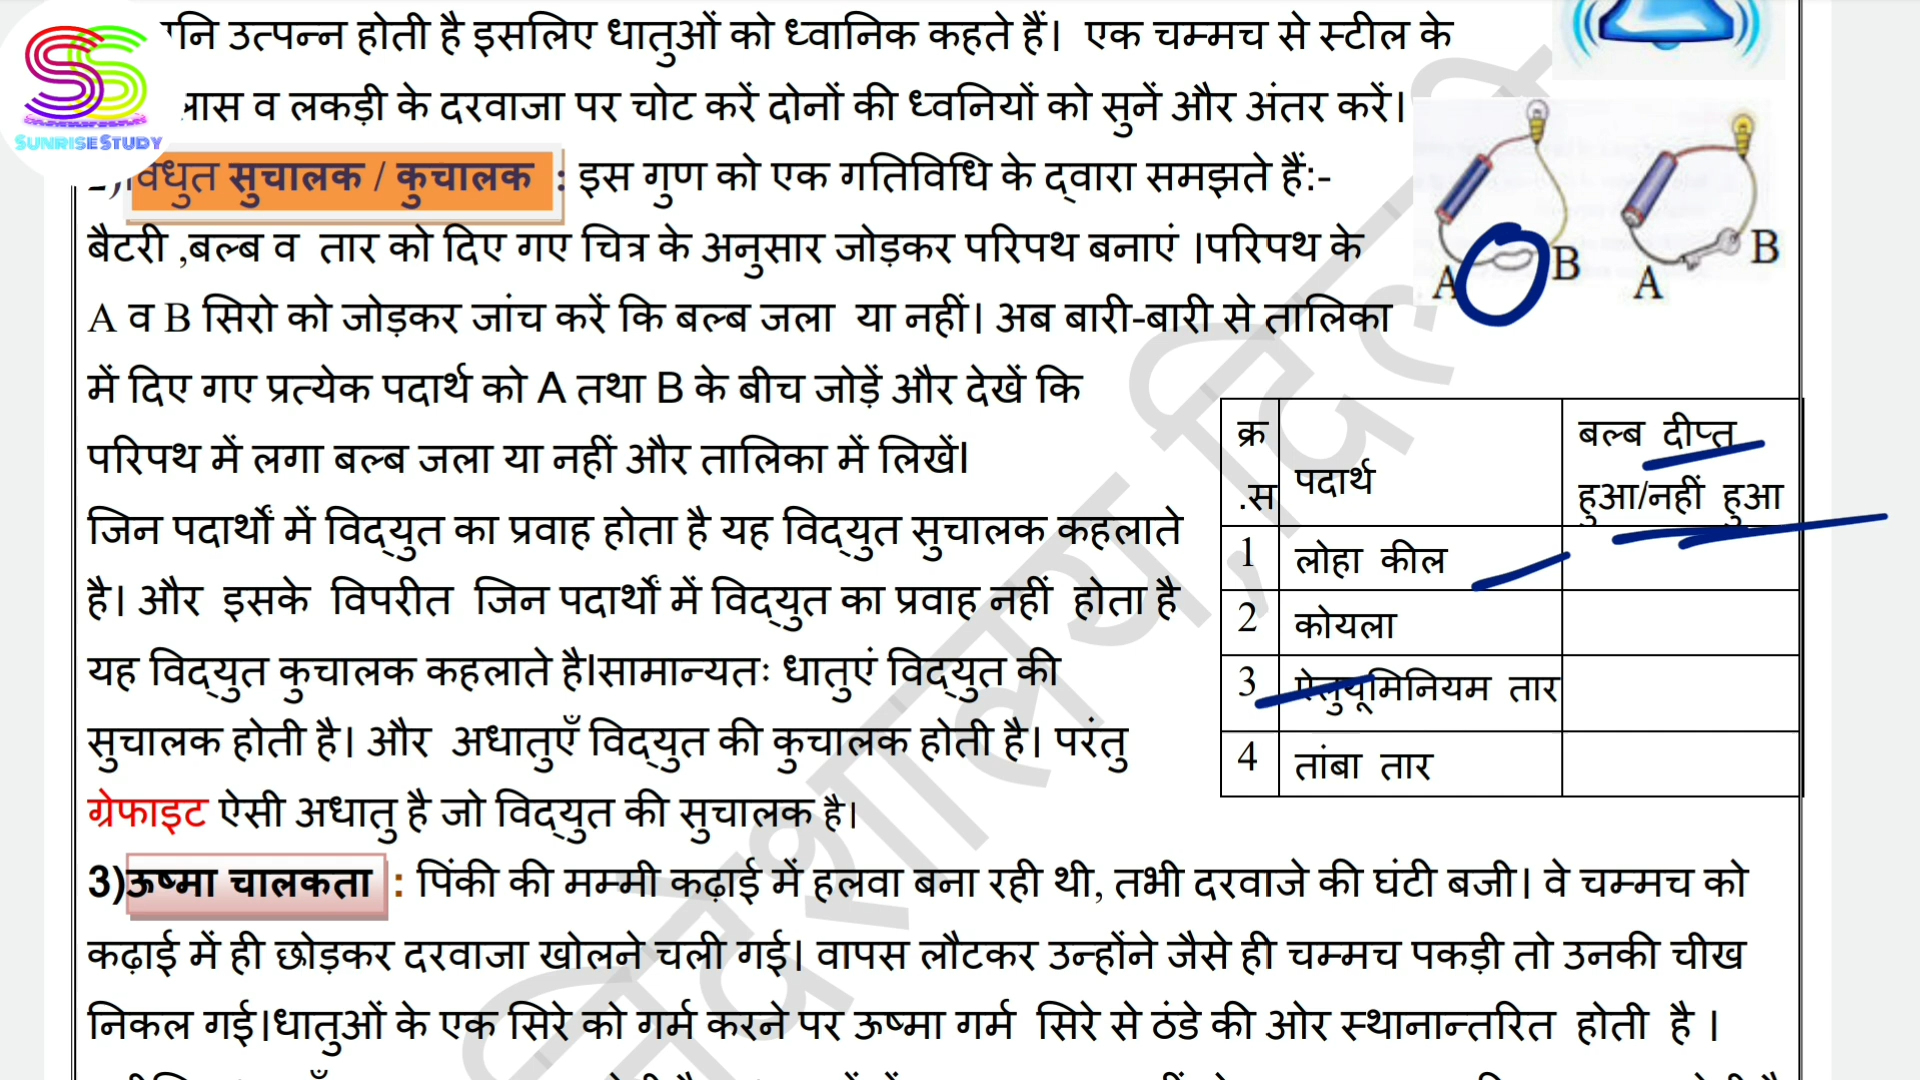 उत्पन्न होती है इसलिए धातुओं को ध्वानिक कहते हैं। एक चम्मच से स्टील के
व लकड़ी के दरवाजा पर चोट करें दोनों की ध्वनियों को सुनें और अंतर करें।
SUNRISESTUDY
विधुत सुचालक / कुचालक : इस गुण को एक गतिविधि के द्वारा समझते हैं:-
बैटरी ,बल्ब व तार को दिए गए चित्र के अनुसार जोड़कर परिपथ बनाएं ।परिपथ के
A व B सिरो को जोड़कर जांच करें कि बल्ब जला या नहीं। अब बारी-बारी से तालिका
में दिए गए प्रत्येक पदार्थ को A तथा B के बीच जोड़ें और देखें कि
परिपथ में लगा बल्ब जला या नहीं और तालिका में लिखें।
जिन पदार्थों में विद्युत का प्रवाह होता है यह विद्युत सुचालक कहलाते
है। और इसके विपरीत जिन पदार्थों में विद्युत का प्रवाह नहीं होता है
यह विद्युत कुचालक कहलाते है।सामान्यतः धातुएं विद्युत की
सुचालक होती है। और अधातुएँ विद्युत की कुचालक होती है। परंतु
ग्रेफाइट ऐसी अधातु है जो विद्युत की सुचालक है।
A B A B
क्र .स पदार्थ बल्ब दीप्त हुआ/नहीं हुआ
1 लोहा कील
2 कोयला
3 ऐलुयूमिनियम तार
4 तांबा तार
3)ऊष्मा चालकता : पिंकी की मम्मी कढ़ाई में हलवा बना रही थी, तभी दरवाजे की घंटी बजी। वे चम्मच को
कढ़ाई में ही छोड़कर दरवाजा खोलने चली गई। वापस लौटकर उन्होंने जैसे ही चम्मच पकड़ी तो उनकी चीख
निकल गई।धातुओं के एक सिरे को गर्म करने पर ऊष्मा गर्म सिरे से ठंडे की ओर स्थानान्तरित होती है ।